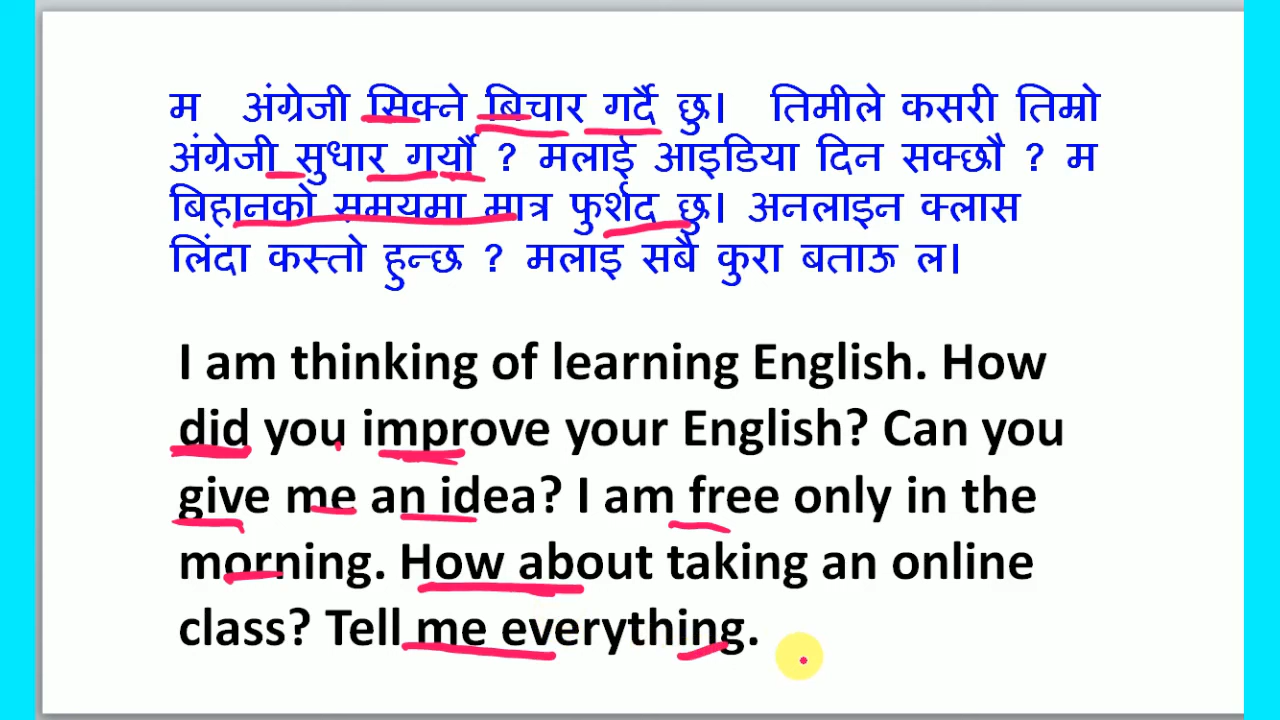 म अंग्रेजी सिक्ने बिचार गर्दै छु। तिमीले कसरी तिम्रो
अंग्रेजी सुधार गर्यौ ? मलाई आइडिया दिन सक्छौ ? म
बिहानको समयमा मात्र फुर्शद छु। अनलाइन क्लास
लिंदा कस्तो हुन्छ ? मलाइ सबै कुरा बताऊ ल।
I am thinking of learning English. How
did you improve your English? Can you
give me an idea? I am free only in the
morning. How about taking an online
class? Tell me everything.